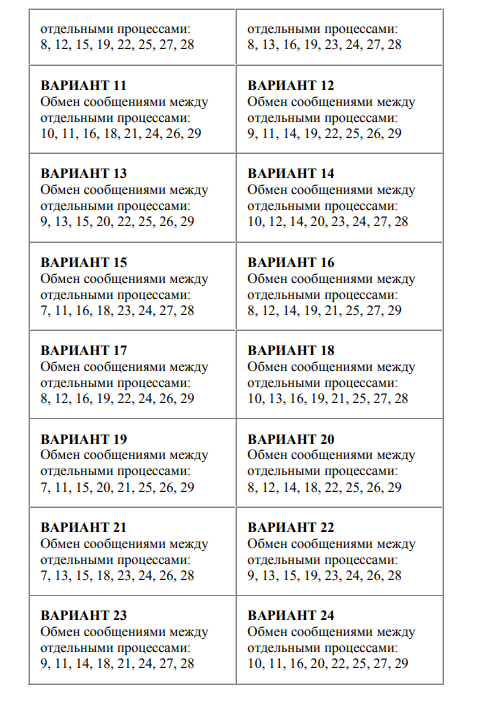 отдельными процессами:
8, 12, 15, 19, 22, 25, 27, 28
отдельными процессами:
8, 13, 16, 19, 23, 24, 27, 28
ВАРИАНТ 11
Обмен сообщениями между
отдельными процессами:
10, 11, 16, 18, 21, 24, 26, 29
ВАРИАНТ 12
Обмен сообщениями между
отдельными процессами:
9, 11, 14, 19, 22, 25, 26, 29
ВАРИАНТ 13
Обмен сообщениями между
отдельными процессами:
9, 13, 15, 20, 22, 25, 26, 29
ВАРИАНТ 14
Обмен сообщениями между
отдельными процессами:
10, 12, 14, 20, 23, 24, 27, 28
ВАРИАНТ 15
Обмен сообщениями между
отдельными процессами:
7, 11, 16, 18, 23, 24, 27, 28
ВАРИАНТ 16
Обмен сообщениями между
отдельными процессами:
8, 12, 14, 19, 21, 25, 27, 29
ВАРИАНТ 17
Обмен сообщениями между
отдельными процессами:
8, 12, 16, 19, 22, 24, 26, 29
ВАРИАНТ 18
Обмен сообщениями между
отдельными процессами:
10, 13, 16, 19, 21, 25, 27, 28
ВАРИАНТ 19
Обмен сообщениями между
отдельными процессами:
7, 11, 15, 20, 21, 25, 26, 29
ВАРИАНТ 20
Обмен сообщениями между
отдельными процессами:
8, 12, 14, 18, 22, 25, 26, 29
ВАРИАНТ 21
Обмен сообщениями между
отдельными процессами:
7, 13, 15, 18, 23, 24, 26, 28
ВАРИАНТ 22
Обмен сообщениями между
отдельными процессами:
9, 13, 15, 19, 23, 24, 26, 28
ВАРИАНТ 23
Обмен сообщениями между
отдельными процессами:
9, 11, 14, 18, 21, 24, 27, 28
ВАРИАНТ 24
Обмен сообщениями между
отдельными процессами:
10, 11, 16, 20, 22, 25, 27, 29